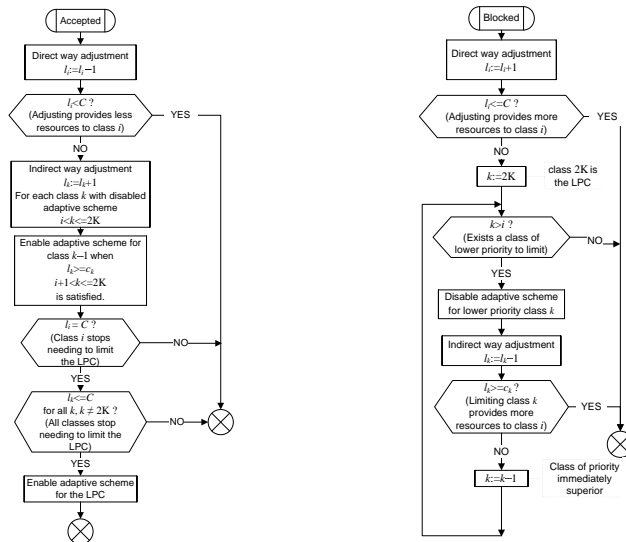 Accepted
Direct way adjustment
lᵢ:=lᵢ−1
lᵢ<C ?
(Adjusting provides less
resources to class i)
YES
NO
Indirect way adjustment
lₖ:=lₖ+1
For each class k with disabled
adaptive scheme
i<k<=2K
Enable adaptive scheme for
class k−1 when
lₖ>=cₖ
i+1<k<=2K
is satisfied.
lᵢ = C ?
(Class i stops
needing to limit
the LPC)
NO
YES
lₖ<=C
for all k, k ≠ 2K ?
(All classes stop
needing to limit the
LPC)
NO
YES
Enable adaptive scheme
for the LPC
Blocked
Direct way adjustment
lᵢ:=lᵢ+1
lᵢ<=C ?
(Adjusting provides more
resources to class i)
YES
NO
k:=2K
class 2K is
the LPC
k>i ?
(Exists a class of
lower priority to limit)
NO
YES
Disable adaptive scheme
for lower priority class k
Indirect way adjustment
lₖ:=lₖ−1
lₖ>=cₖ ?
(Limiting class k
provides more
resources to class i)
YES
NO
k:=k−1
Class of priority
immediately
superior